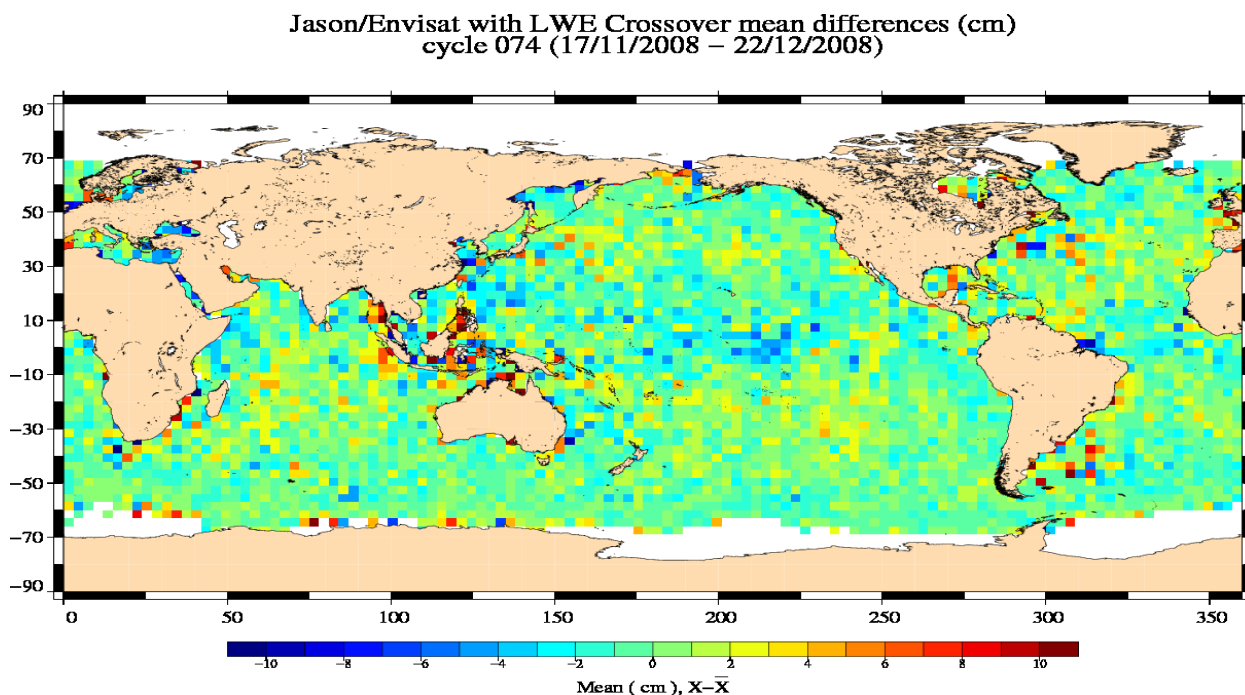 Jason/Envisat with LWE Crossover mean differences (cm)
cycle 074 (17/11/2008 − 22/12/2008)
90
70
50
30
10
−10
−30
−50
−70
−90
0 50 100 150 200 250 300 350
−10 −8 −6 −4 −2 0 2 4 6 8 10
Mean ( cm ), X−X̅